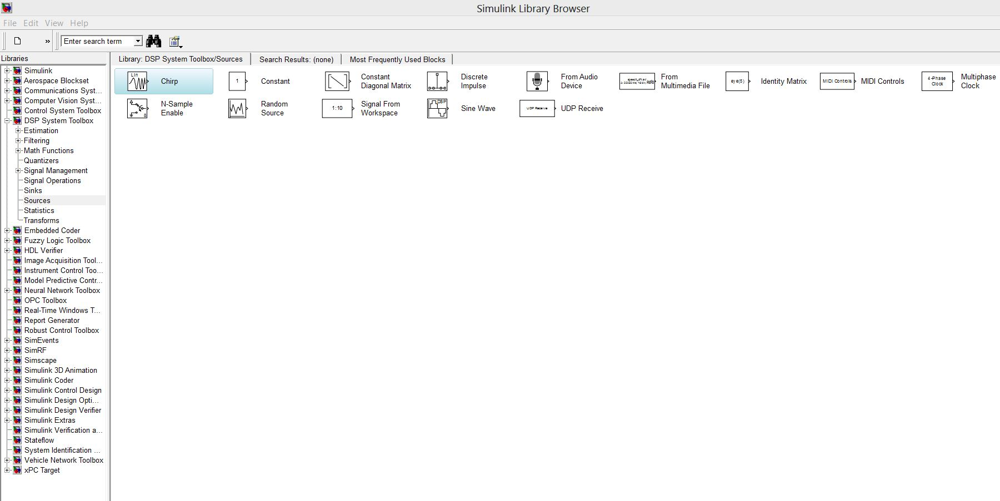 Simulink Library Browser
File Edit View Help
» Enter search term
Libraries
Simulink
Aerospace Blockset
Communications Syst...
Computer Vision Syst...
Control System Toolbox
DSP System Toolbox
Estimation
Filtering
Math Functions
Quantizers
Signal Management
Signal Operations
Sinks
Sources
Statistics
Transforms
Embedded Coder
Fuzzy Logic Toolbox
HDL Verifier
Image Acquisition Tool...
Instrument Control Too...
Model Predictive Contr...
Neural Network Toolbox
OPC Toolbox
Real-Time Windows T...
Report Generator
Robust Control Toolbox
SimEvents
SimRF
Simscape
Simulink 3D Animation
Simulink Coder
Simulink Control Design
Simulink Design Opti...
Simulink Design Verifier
Simulink Extras
Simulink Verification a...
Stateflow
System Identification ...
Vehicle Network Toolbox
xPC Target
Library: DSP System Toolbox/Sources
Search Results: (none)
Most Frequently Used Blocks
Lin
Chirp
1
Constant
Constant
Diagonal Matrix
Discrete
Impulse
From Audio
Device
From
Multimedia File
eye(5)
Identity Matrix
MIDI Controls
MIDI Controls
4-Phase
Clock
Multiphase
Clock
8
N-Sample
Enable
Random
Source
1:10
Signal From
Workspace
DSP
Sine Wave
UDP Receive
UDP Receive